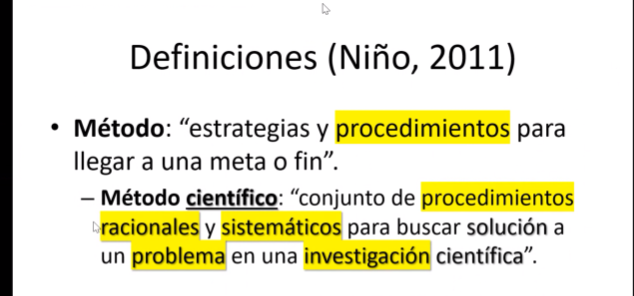 Definiciones (Niño, 2011)
• Método: “estrategias y procedimientos para
llegar a una meta o fin”.
– Método científico: “conjunto de procedimientos
racionales y sistemáticos para buscar solución a
un problema en una investigación científica”.